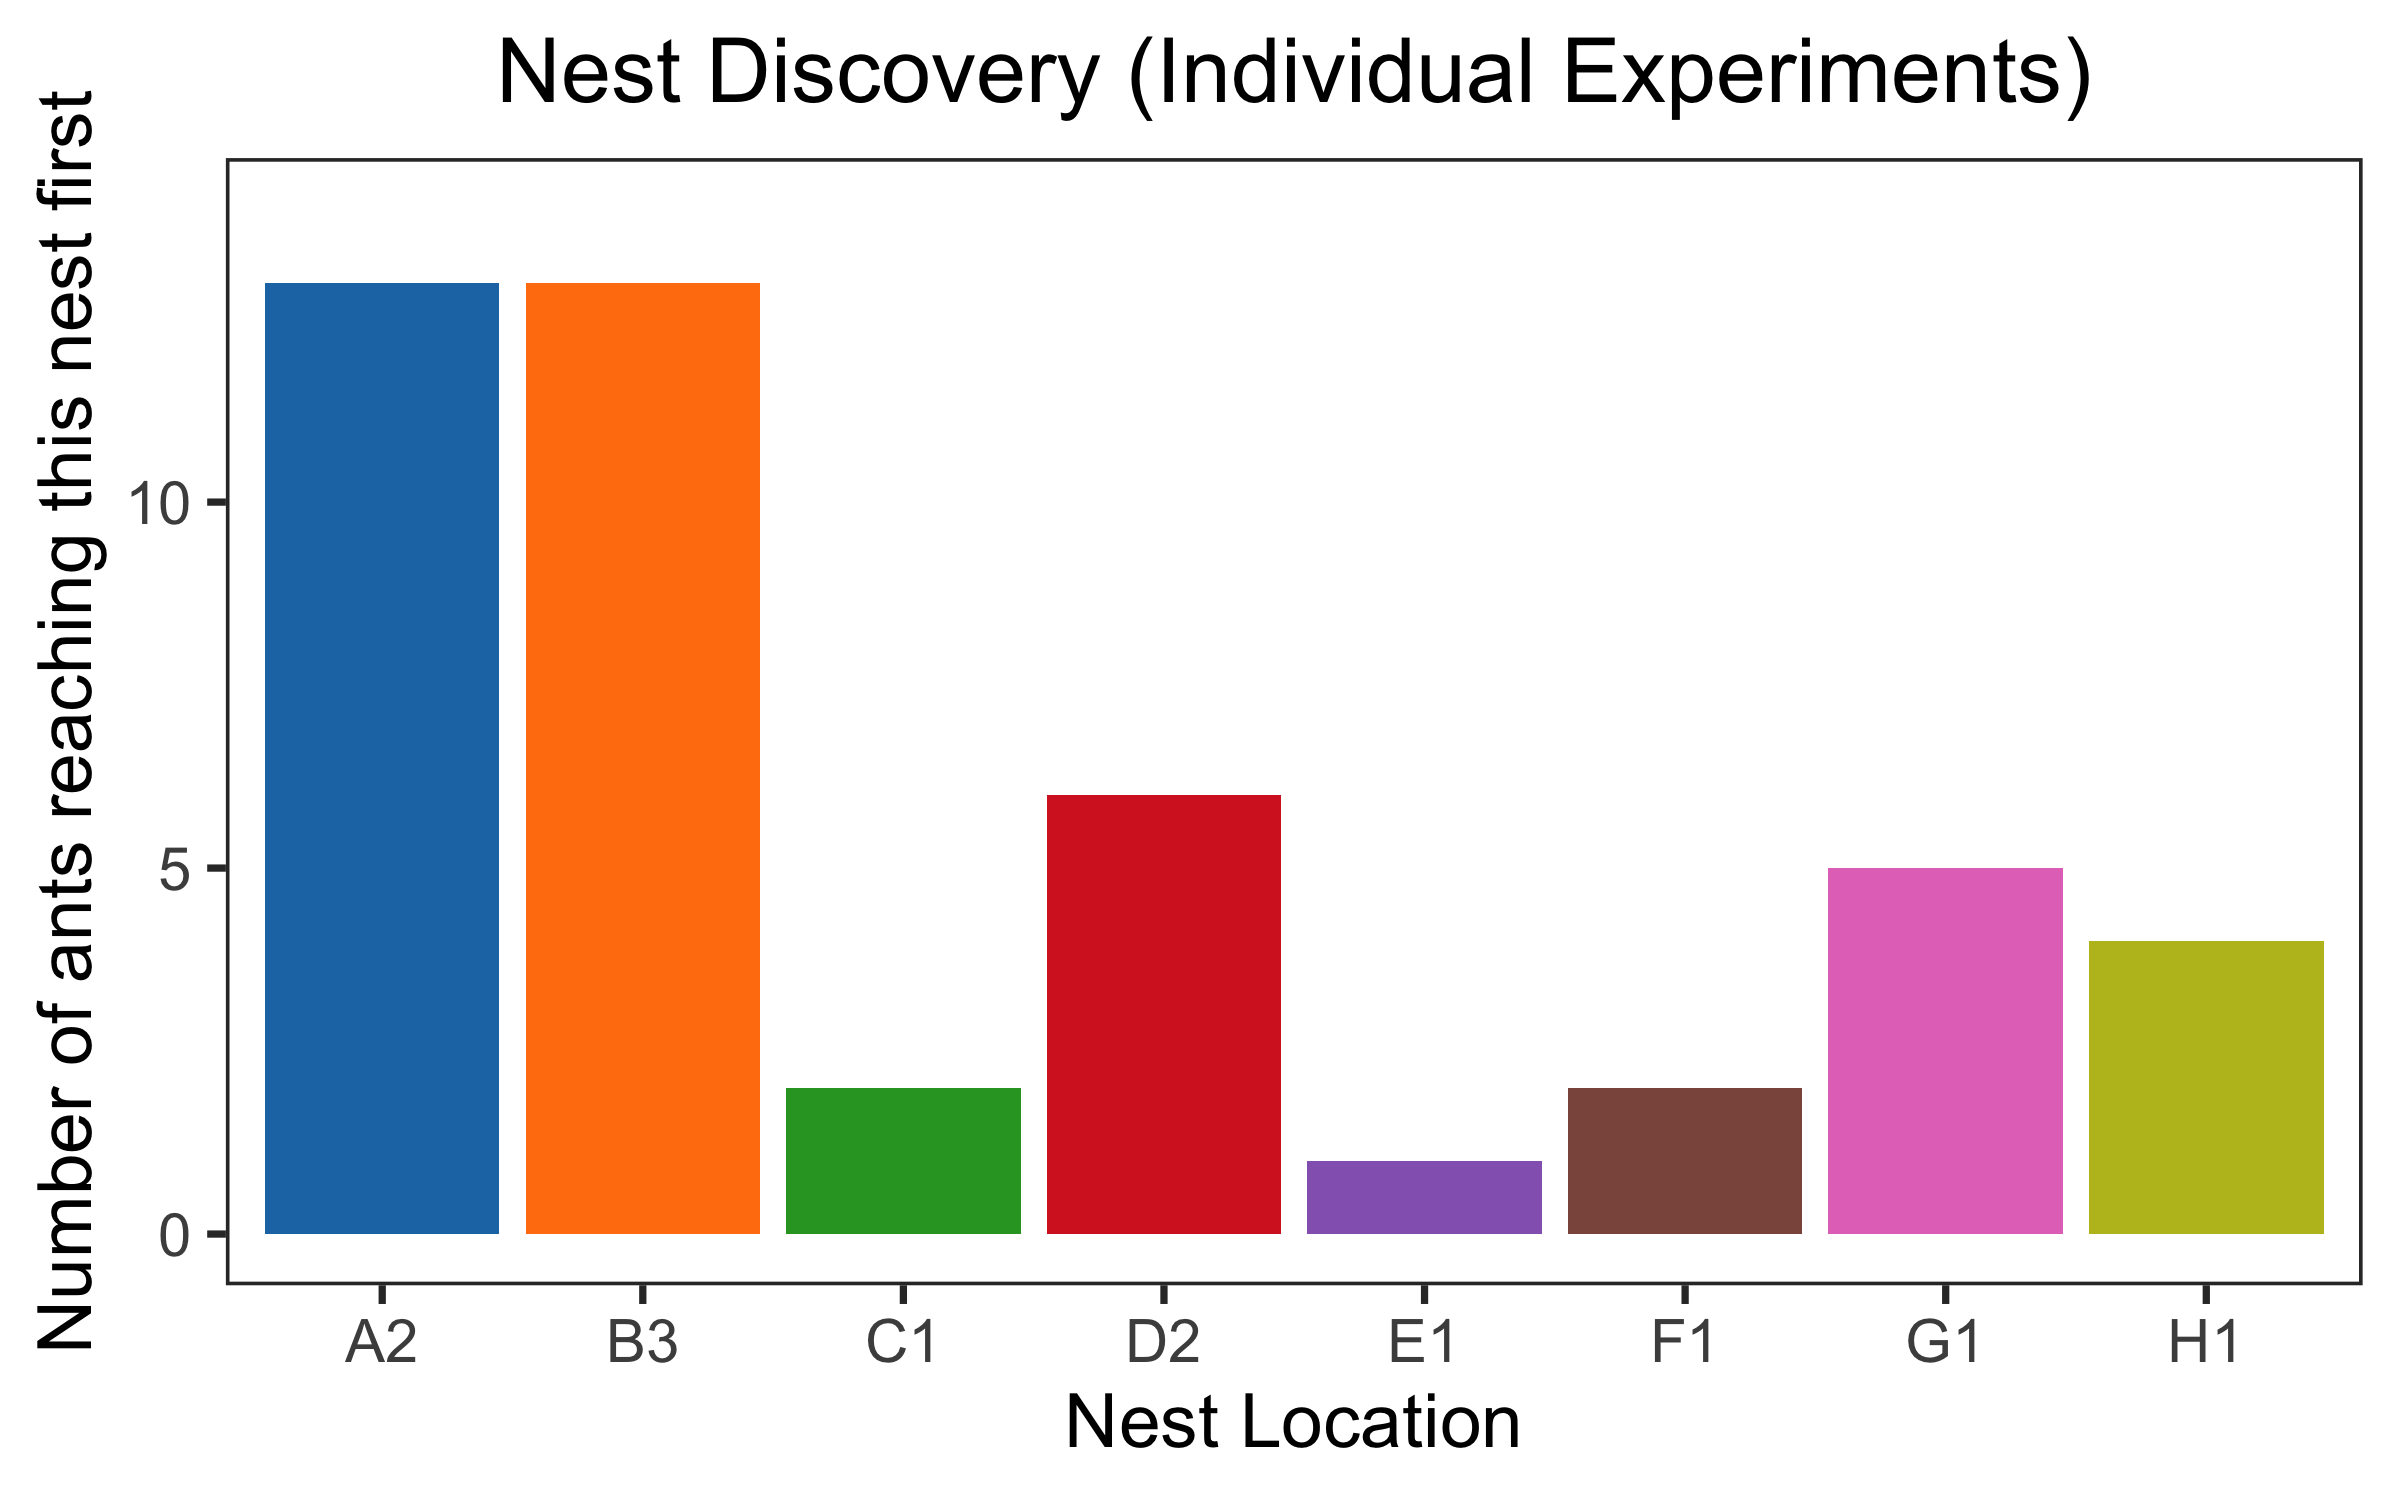 Nest Discovery (Individual Experiments)
Number of ants reaching this nest first
10
5
0
A2 B3 C1 D2 E1 F1 G1 H1
Nest Location